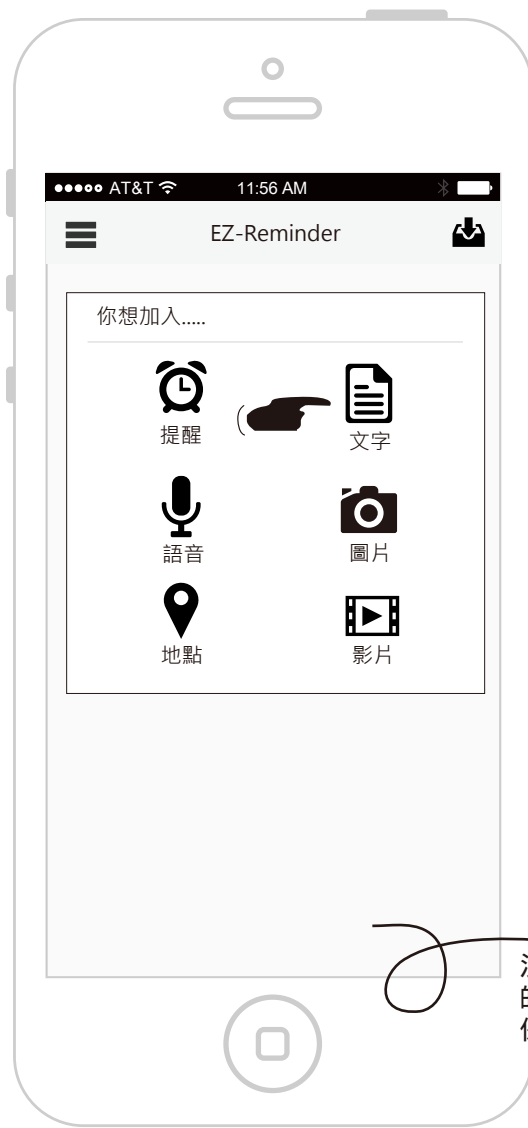 AT&T 11:56 AM
EZ-Reminder
你想加入.....
提醒 文字
語音 圖片
地點 影片
的